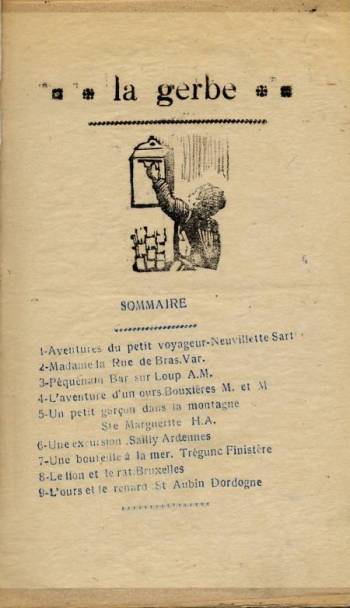 la gerbe
SOMMAIRE
1-Aventures du petit voyageur-Neuvillette Sart
2-Madame la Rue de Bras.Var.
3-Péquénain Bar sur Loup A.M.
4-L'aventure d'un ours.Bouxières M. et M
5-Un petit garçon dans la montagne
Ste Marguerite H.A.
6-Une excursion .Sailly Ardennes
7-Une bouteille à la mer. Trégunc Finistère
8-Le lion et le rat.Bruxelles
9-L'ours et le renard St Aubin Dordogne